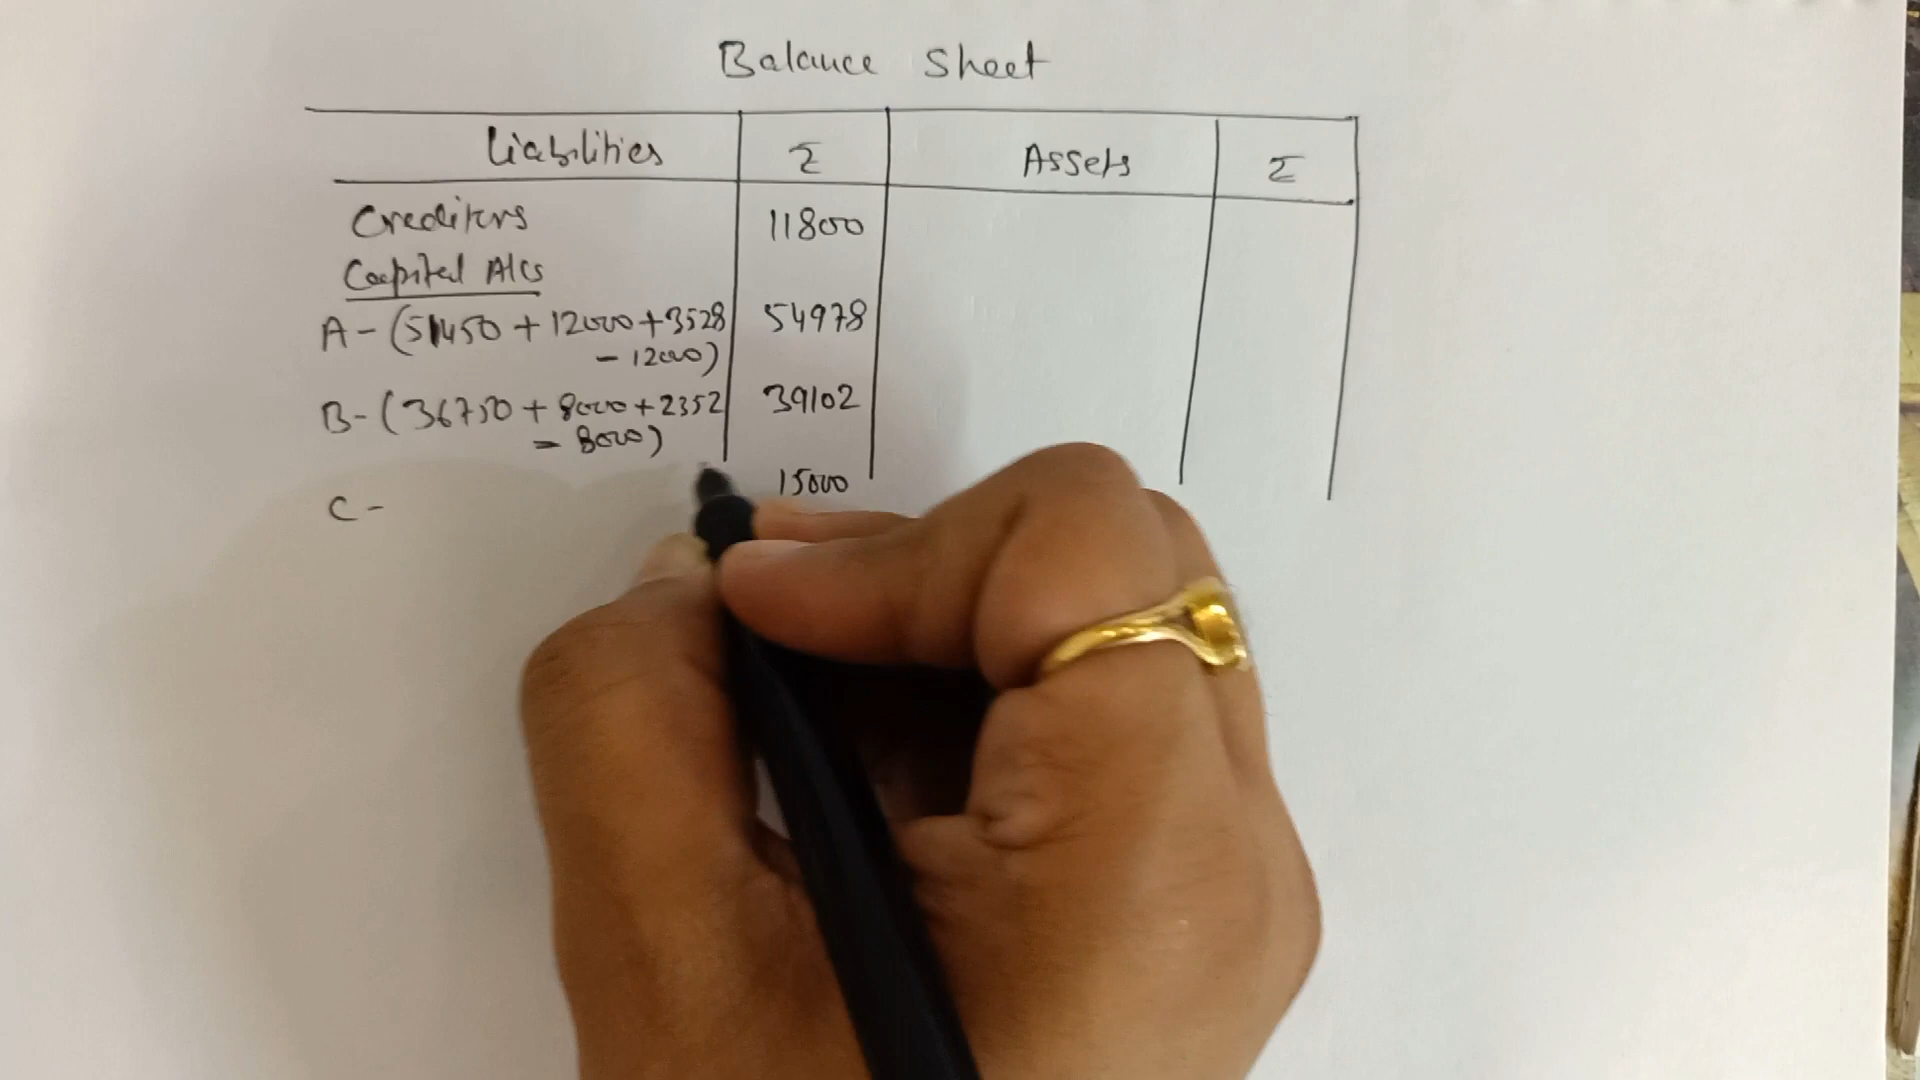 Balance Sheet
Liabilities ₹ Assets ₹
Creditors 11800
Capital A/cs
A - (51450 + 12000 + 3528 54978
- 12000)
B - (36750 + 8000 + 2352 39102
- 8000)
C - 15000